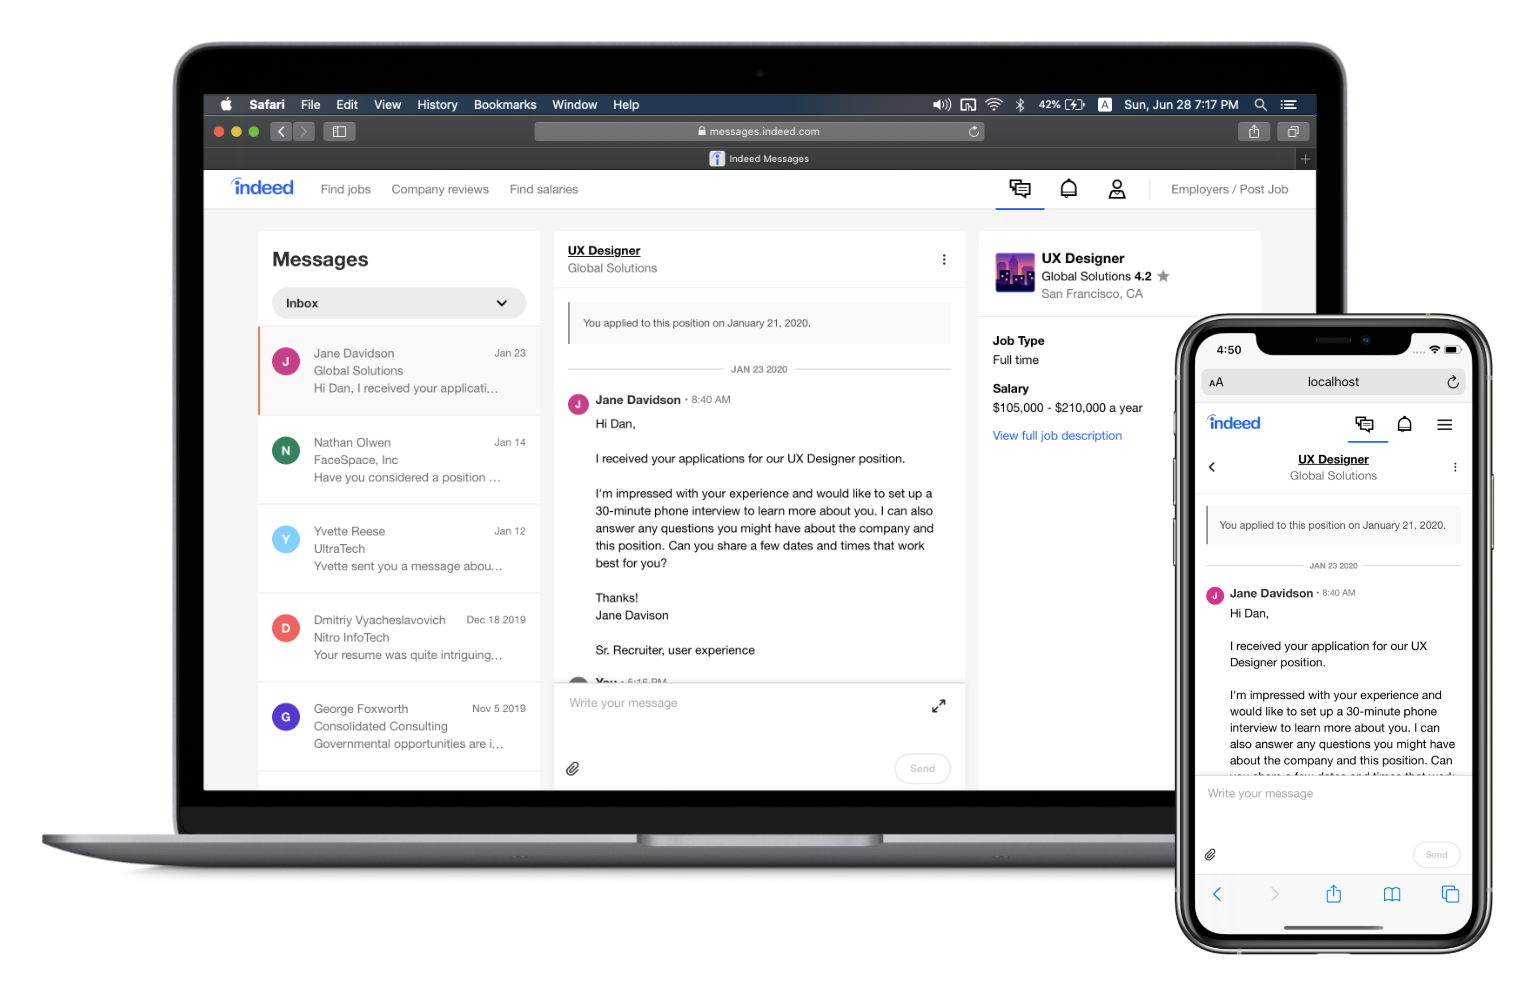 Safari File Edit View History Bookmarks Window Help 42% A Sun, Jun 28 7:17 PM
messages.indeed.com
Indeed Messages
indeed Find jobs Company reviews Find salaries Employers / Post Job
Messages
Inbox
J Jane Davidson Jan 23
Global Solutions
Hi Dan, I received your applicati...
N Nathan Olwen Jan 14
FaceSpace, Inc
Have you considered a position ...
Y Yvette Reese Jan 12
UltraTech
Yvette sent you a message abou...
D Dmitriy Vyacheslavovich Dec 18 2019
Nitro InfoTech
Your resume was quite intriguing...
G George Foxworth Nov 5 2019
Consolidated Consulting
Governmental opportunities are i...
UX Designer
Global Solutions
You applied to this position on January 21, 2020.
JAN 23 2020
J Jane Davidson • 8:40 AM
Hi Dan,
I received your applications for our UX Designer position.
I'm impressed with your experience and would like to set up a
30-minute phone interview to learn more about you. I can also
answer any questions you might have about the company and
this position. Can you share a few dates and times that work
best for you?
Thanks!
Jane Davison
Sr. Recruiter, user experience
You • 5:16 PM
Write your message
Send
UX Designer
Global Solutions 4.2
San Francisco, CA
Job Type
Full time
Salary
$105,000 - $210,000 a year
View full job description
4:50
AA localhost
indeed
UX Designer
Global Solutions
You applied to this position on January 21, 2020.
JAN 23 2020
J Jane Davidson • 8:40 AM
Hi Dan,
I received your application for our UX
Designer position.
I'm impressed with your experience and
would like to set up a 30-minute phone
interview to learn more about you. I can
also answer any questions you might have
about the company and this position. Can
you share a few dates and times that work
Write your message
Send